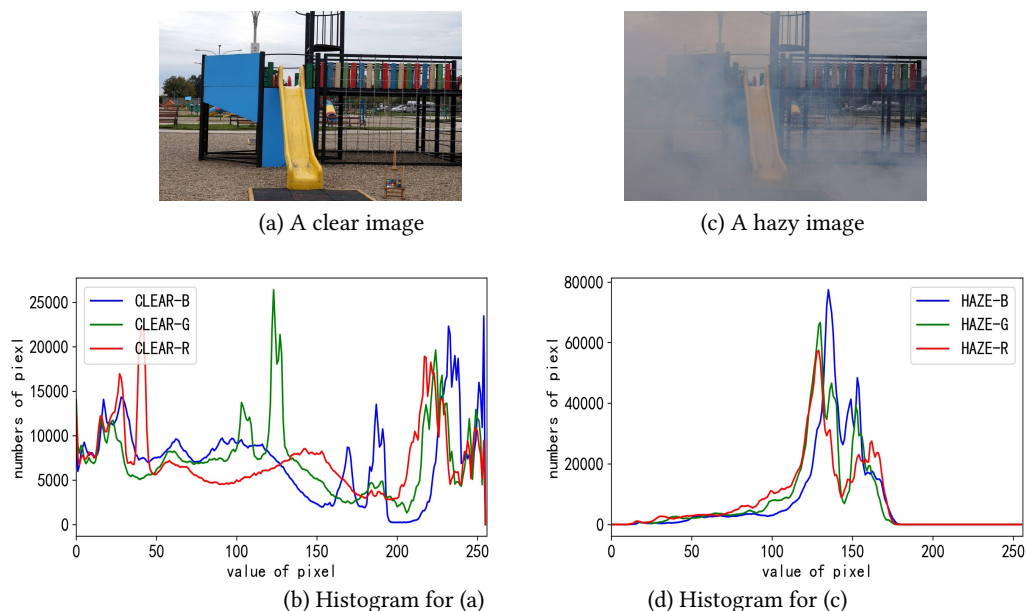 (a) A clear image
(c) A hazy image
CLEAR-B
CLEAR-G
CLEAR-R
numbers of piexl
25000
20000
15000
10000
5000
0
0 50 100 150 200 250
value of pixel
(b) Histogram for (a)
HAZE-B
HAZE-G
HAZE-R
numbers of piexl
80000
60000
40000
20000
0
0 50 100 150 200 250
value of pixel
(d) Histogram for (c)